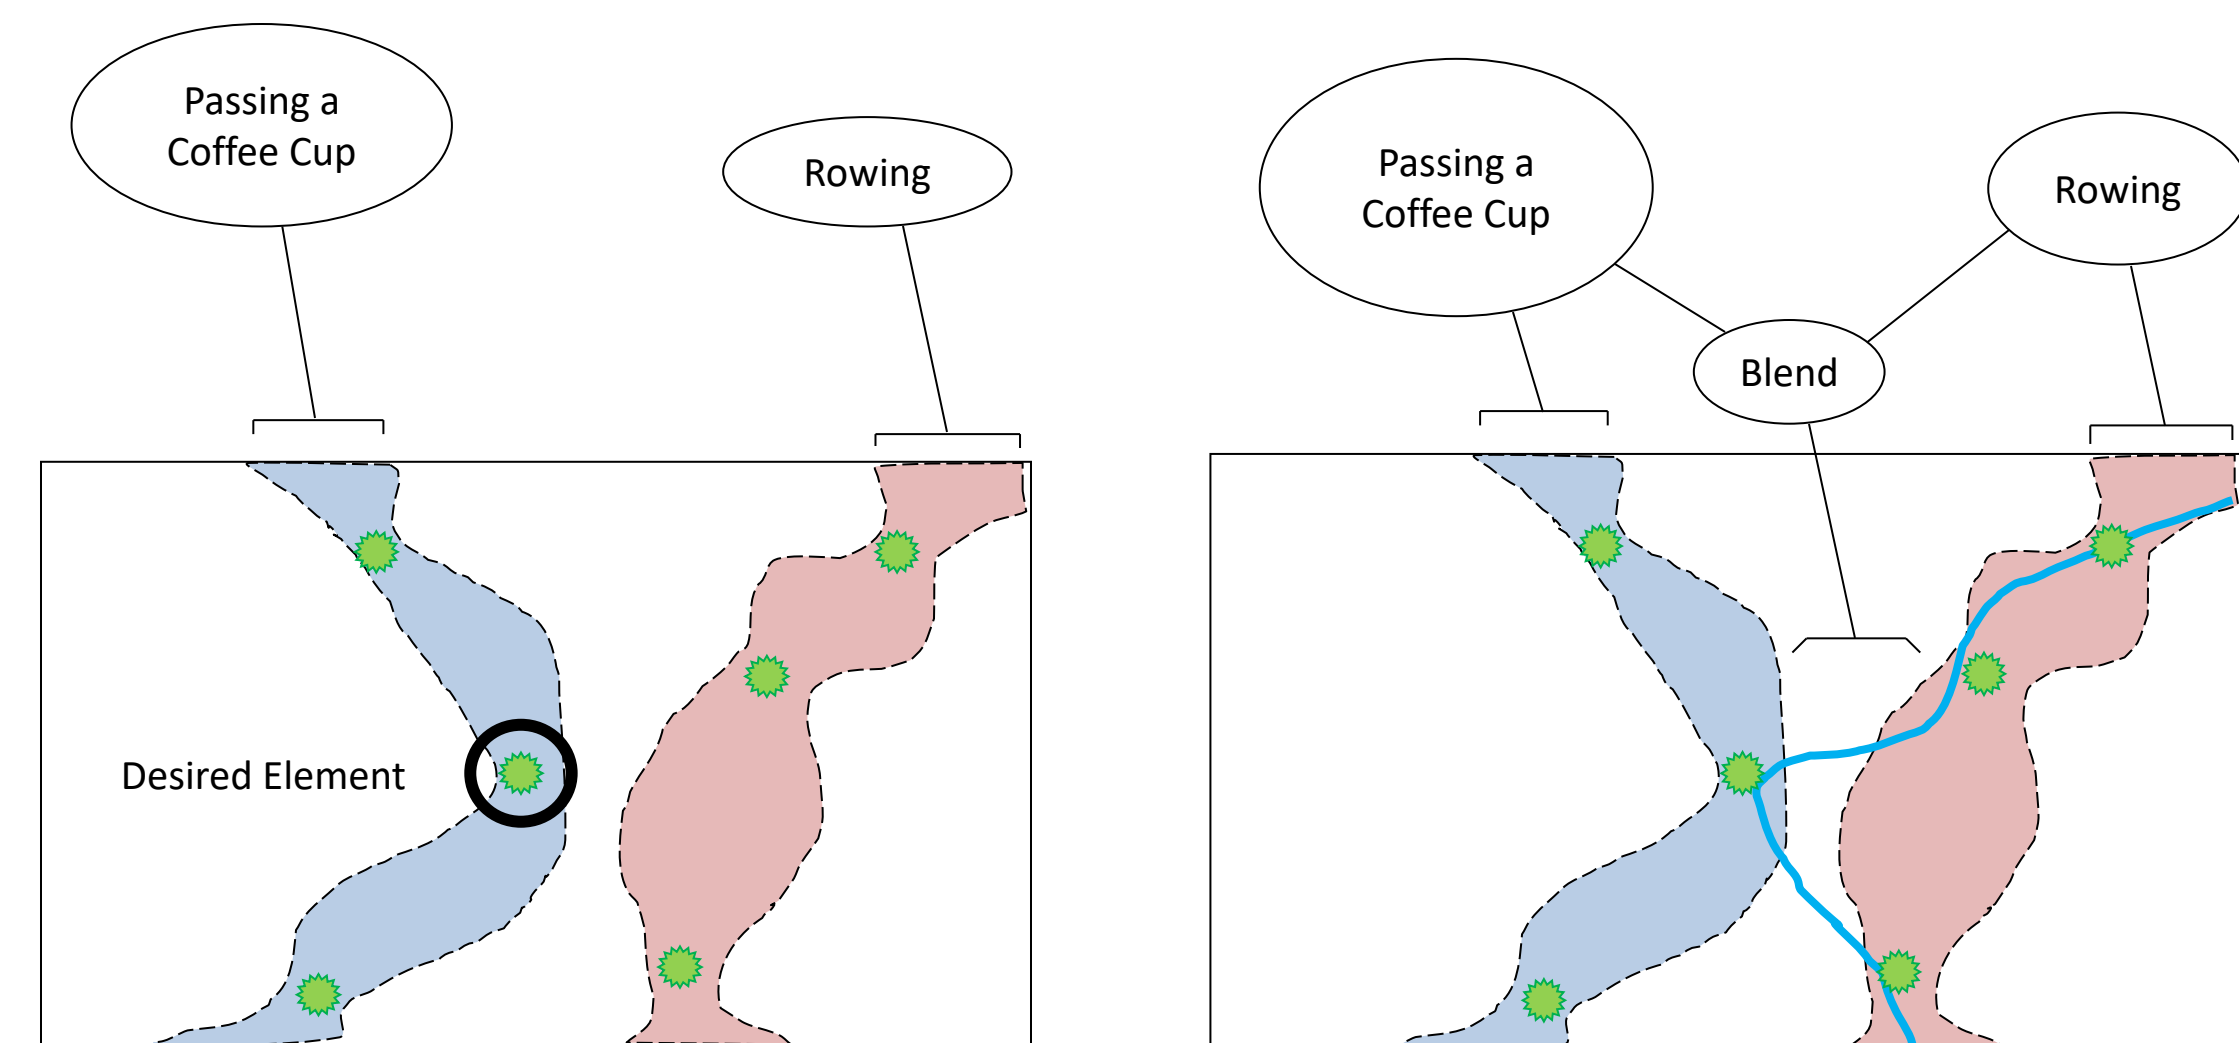 Passing a
Coffee Cup
Rowing
Desired Element
Passing a
Coffee Cup
Rowing
Blend